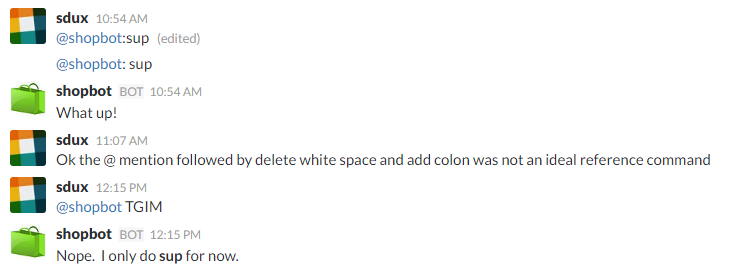 sdux 10:54 AM
@shopbot:sup (edited)
@shopbot: sup
shopbot BOT 10:54 AM
What up!
sdux 11:07 AM
Ok the @ mention followed by delete white space and add colon was not an ideal reference command
sdux 12:15 PM
@shopbot TGIM
shopbot BOT 12:15 PM
Nope. I only do sup for now.